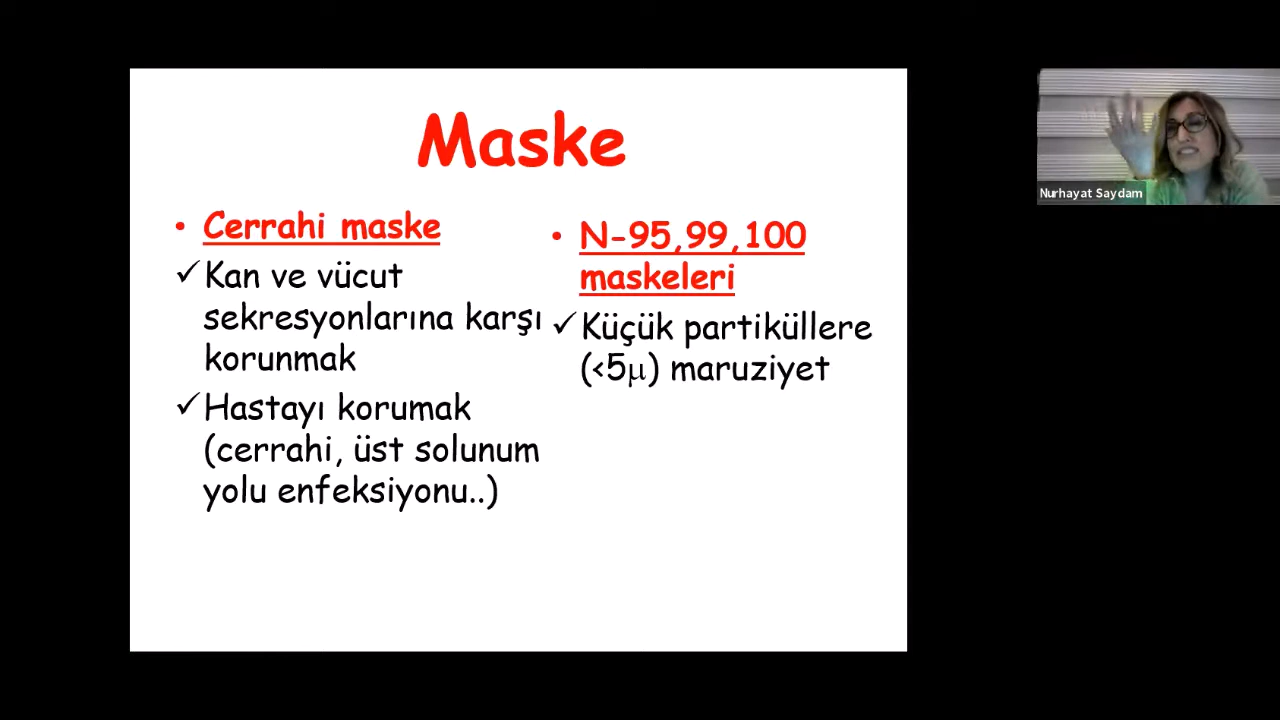 Maske
• Cerrahi maske
✓Kan ve vücut
sekresyonlarına karşı
korunmak
✓Hastayı korumak
(cerrahi, üst solunum
yolu enfeksiyonu..)
• N-95,99,100
maskeleri
✓Küçük partiküllere
(<5μ) maruziyet
Nurhayat Saydam